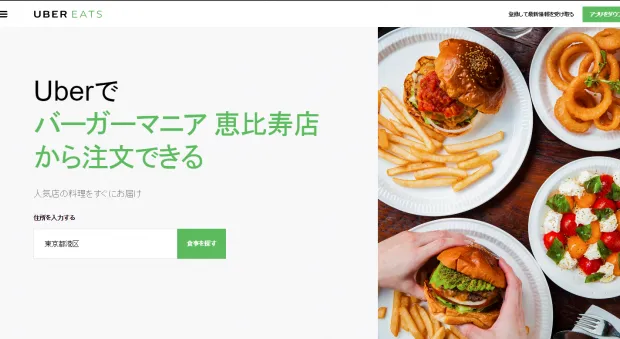 UBER EATS
登録して最新情報を受け取る
アプリをダウン
Uberで
バーガーマニア 恵比寿店
から注文できる
人気店の料理をすぐにお届け
住所を入力する
東京都港区
食事を探す